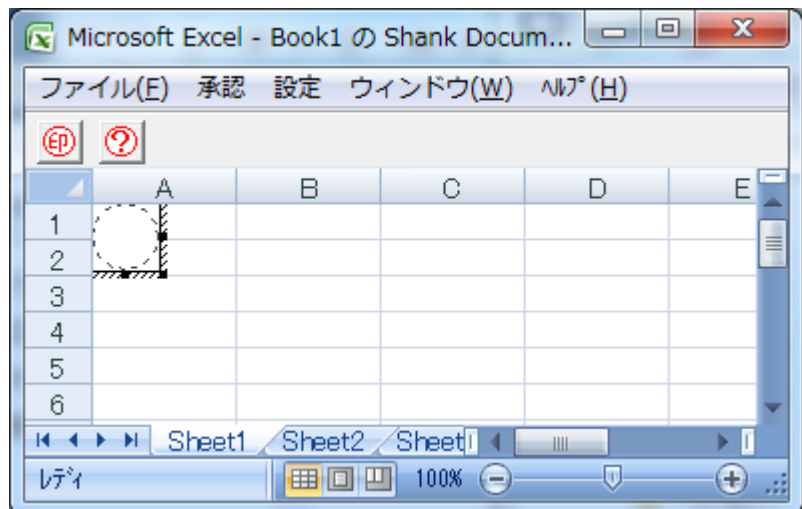 Microsoft Excel - Book1 の Shank Docum...
ファイル(F) 承認 設定 ウィンドウ(W) ﾍﾙﾌﾟ(H)
印 ?
A B C D E
1
2
3
4
5
6
Sheet1 Sheet2 Sheet
ﾚﾃﾞｨ 100%